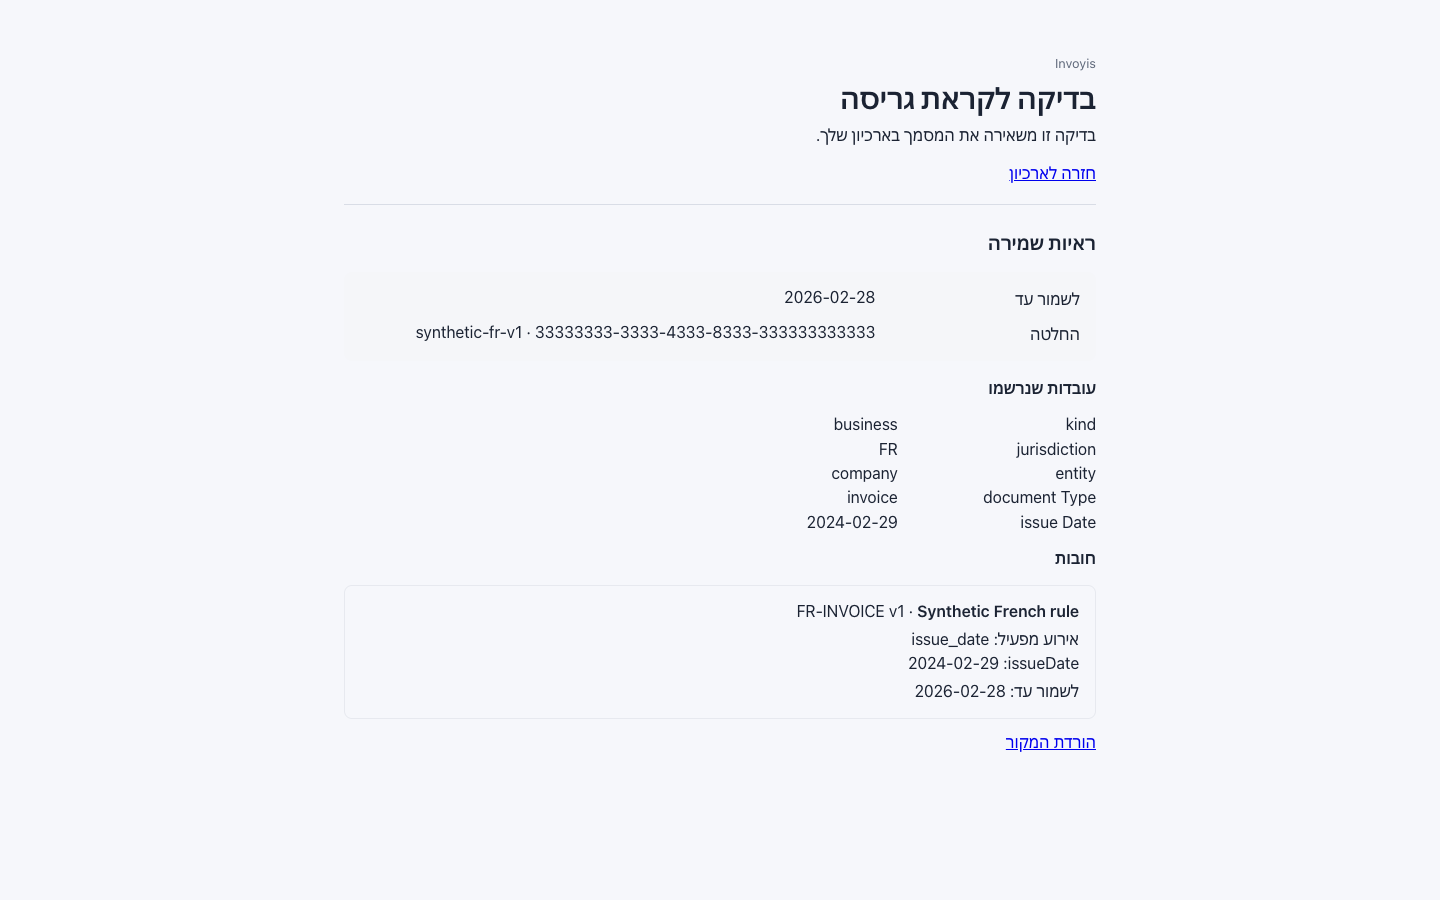 Invoyis
בדיקה לקראת גריסה
בדיקה זו משאירה את המסמך בארכיון שלך.
חזרה לארכיון
ראיות שמירה
לשמור עד 2026-02-28
החלטה synthetic-fr-v1 · 33333333-3333-4333-8333-333333333333
עובדות שנרשמו
kind business
jurisdiction FR
entity company
document Type invoice
issue Date 2024-02-29
חובות
Synthetic French rule · FR-INVOICE v1
אירוע מפעיל: issue_date
issueDate: 2024-02-29
לשמור עד: 2026-02-28
הורדת המקור